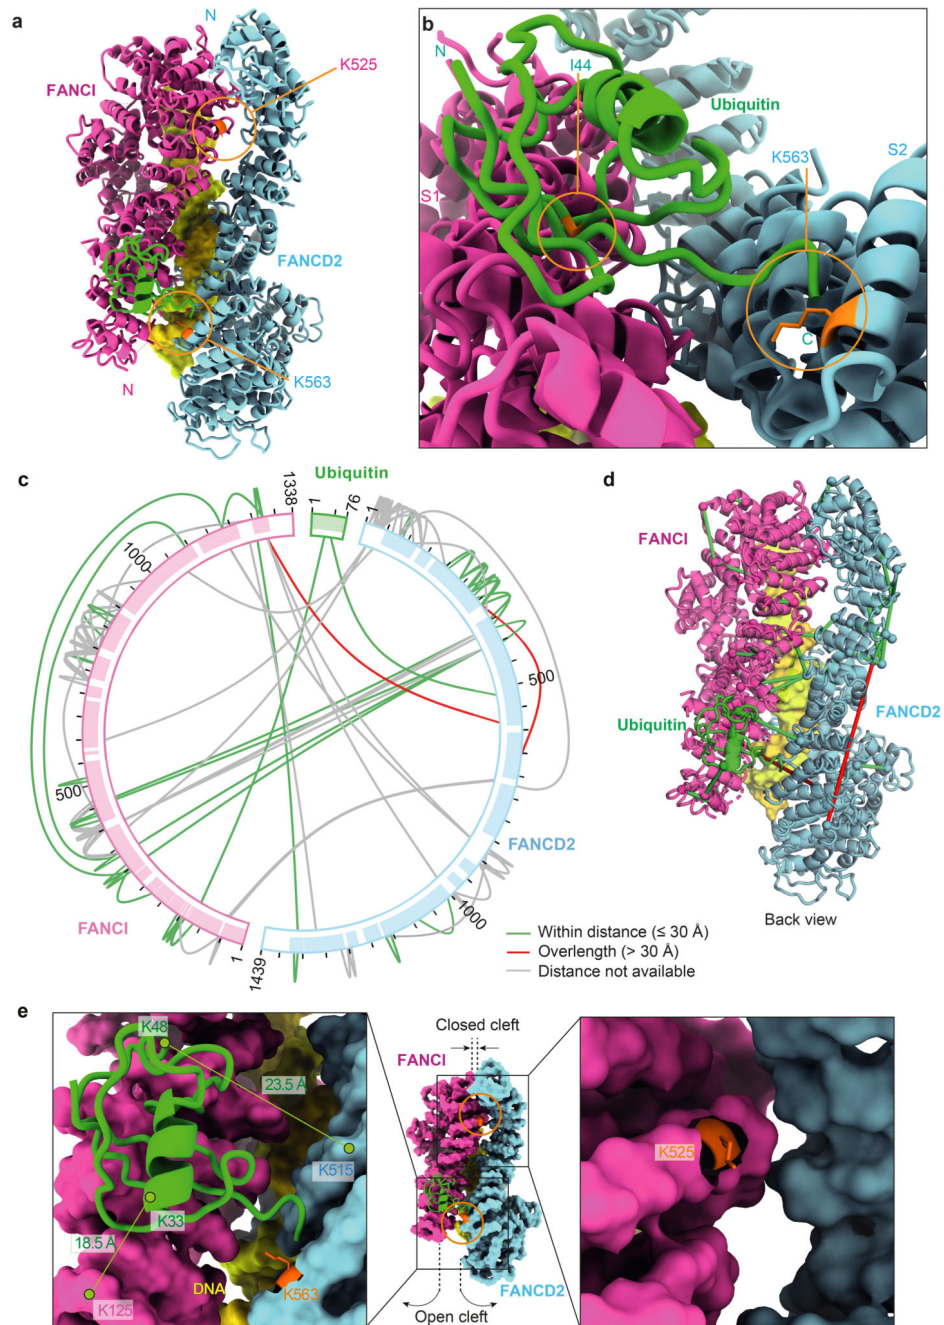 a
N
K525
FANCI
FANCD2
N
K563
b
N
I44
Ubiquitin
K563
S2
S1
C
c
1338
Ubiquitin
1
76
1
1000
500
500
FANCD2
1000
FANCI
1
1439
Within distance (≤ 30 Å)
Overlength (> 30 Å)
Distance not available
d
FANCI
Ubiquitin
FANCD2
Back view
e
K48
23.5 Å
K515
K33
18.5 Å
DNA
K563
K125
Closed cleft
FANCI
FANCD2
Open cleft
K525